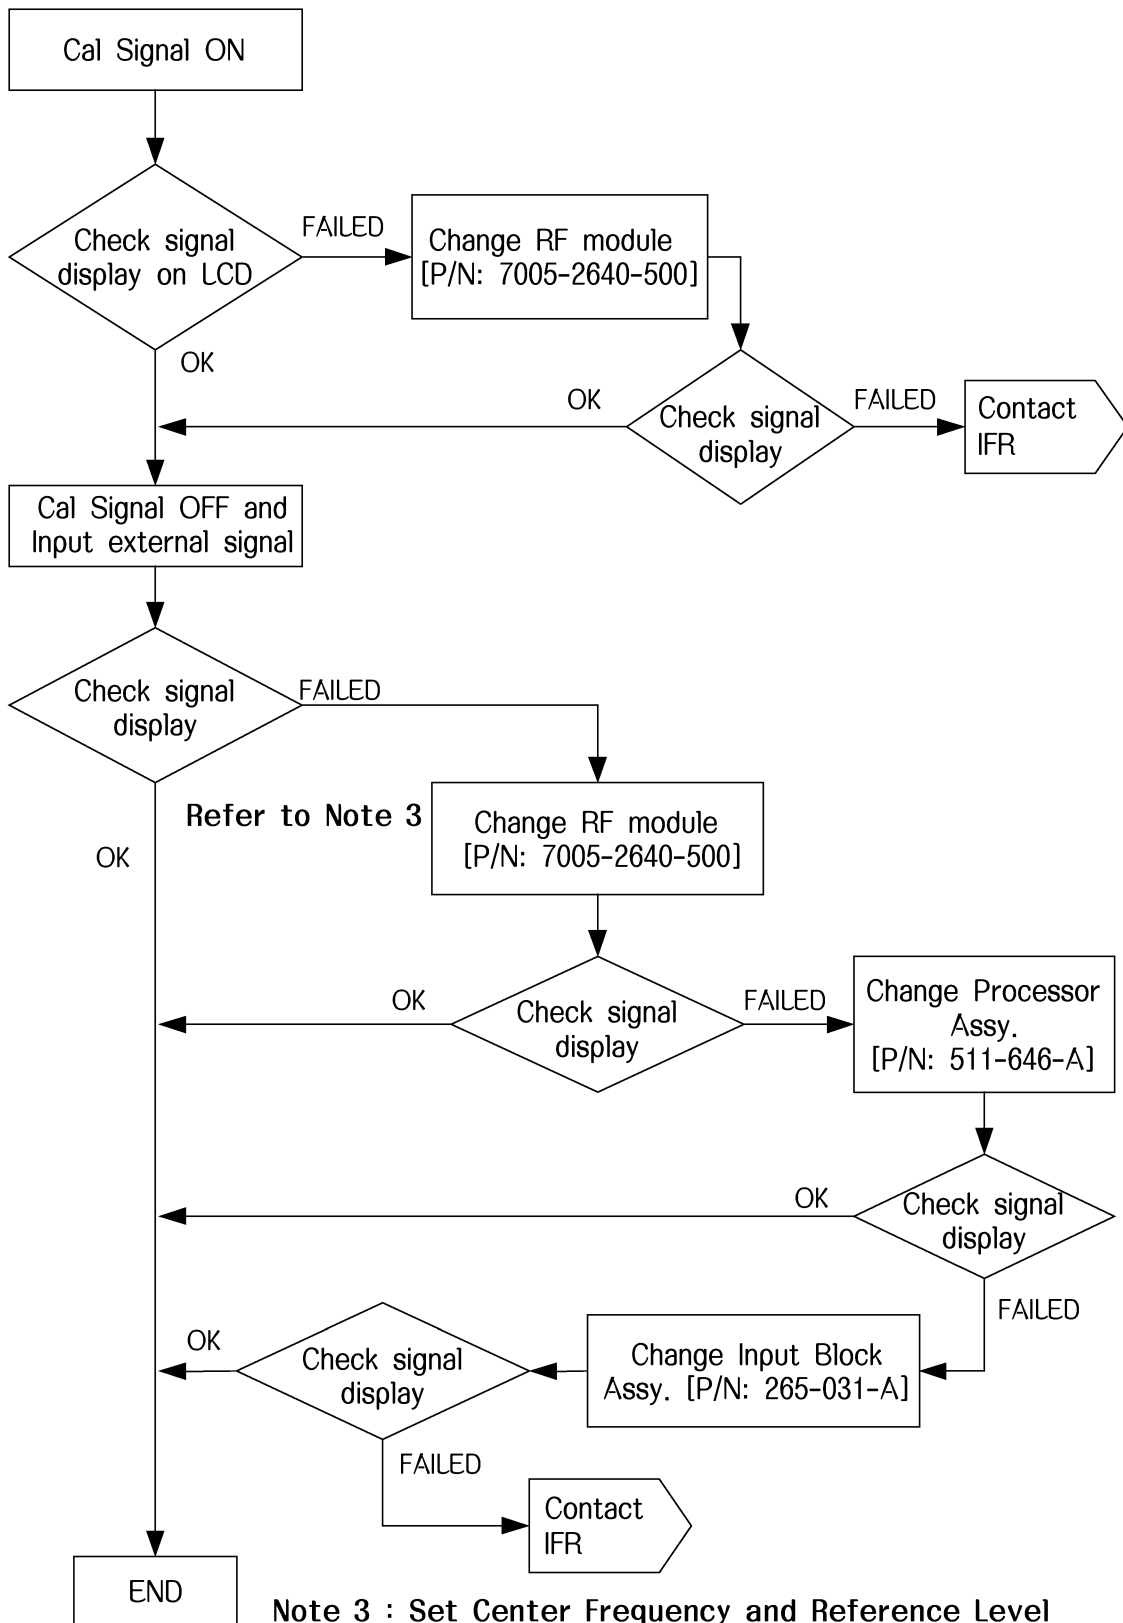 Cal Signal ON
Check signal
display on LCD
FAILED
Change RF module
[P/N: 7005-2640-500]
OK
OK
Check signal
display
FAILED
Contact
IFR
Cal Signal OFF and
Input external signal
Check signal
display
FAILED
Refer to Note 3
Change RF module
[P/N: 7005-2640-500]
OK
OK
Check signal
display
FAILED
Change Processor
Assy.
[P/N: 511-646-A]
OK
Check signal
display
FAILED
OK
Check signal
display
Change Input Block
Assy. [P/N: 265-031-A]
FAILED
Contact
IFR
END
Note 3 : Set Center Frequency and Reference Level